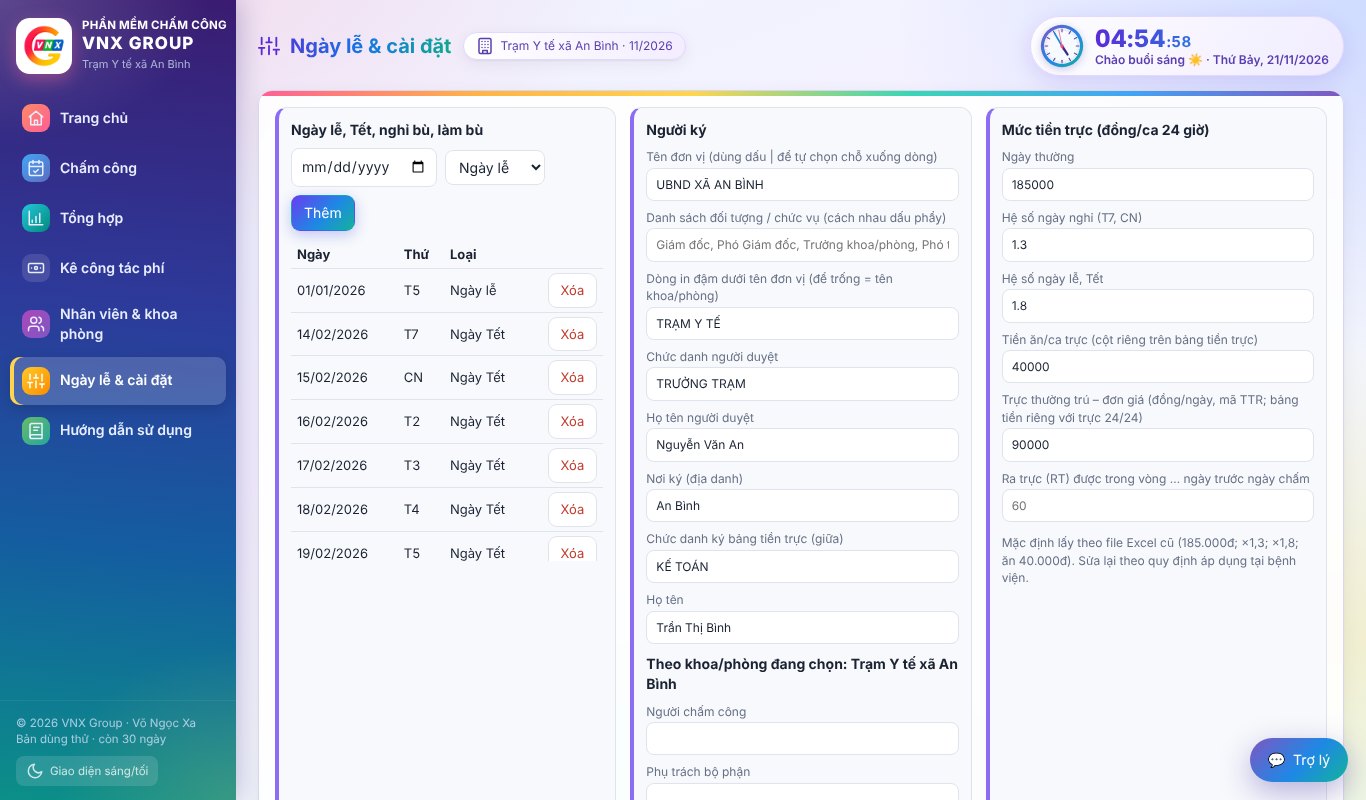 PHẦN MỀM CHẤM CÔNG
VNX GROUP
Trạm Y tế xã An Bình
VNX
Trang chủ
Chấm công
Tổng hợp
Kê công tác phí
Nhân viên & khoa
phòng
Ngày lễ & cài đặt
Hướng dẫn sử dụng
© 2026 VNX Group · Võ Ngọc Xa
Bản dùng thử · còn 30 ngày
Giao diện sáng/tối
Ngày lễ & cài đặt
Trạm Y tế xã An Bình · 11/2026
04:54:58
Chào buổi sáng ☀️ · Thứ Bảy, 21/11/2026
Ngày lễ, Tết, nghỉ bù, làm bù
mm/dd/yyyy
Ngày lễ
Thêm
Ngày Thứ Loại
01/01/2026 T5 Ngày lễ Xóa
14/02/2026 T7 Ngày Tết Xóa
15/02/2026 CN Ngày Tết Xóa
16/02/2026 T2 Ngày Tết Xóa
17/02/2026 T3 Ngày Tết Xóa
18/02/2026 T4 Ngày Tết Xóa
19/02/2026 T5 Ngày Tết Xóa
Người ký
Tên đơn vị (dùng dấu | để tự chọn chỗ xuống dòng)
UBND XÃ AN BÌNH
Danh sách đối tượng / chức vụ (cách nhau dấu phẩy)
Giám đốc, Phó Giám đốc, Trưởng khoa/phòng, Phó t
Dòng in đậm dưới tên đơn vị (để trống = tên
khoa/phòng)
TRẠM Y TẾ
Chức danh người duyệt
TRƯỞNG TRẠM
Họ tên người duyệt
Nguyễn Văn An
Nơi ký (địa danh)
An Bình
Chức danh ký bảng tiền trực (giữa)
KẾ TOÁN
Họ tên
Trần Thị Bình
Theo khoa/phòng đang chọn: Trạm Y tế xã An
Bình
Người chấm công
Phụ trách bộ phận
Mức tiền trực (đồng/ca 24 giờ)
Ngày thường
185000
Hệ số ngày nghỉ (T7, CN)
1.3
Hệ số ngày lễ, Tết
1.8
Tiền ăn/ca trực (cột riêng trên bảng tiền trực)
40000
Trực thường trú – đơn giá (đồng/ngày, mã TTR; bảng
tiền riêng với trực 24/24)
90000
Ra trực (RT) được trong vòng … ngày trước ngày chấm
60
Mặc định lấy theo file Excel cũ (185.000đ; ×1,3; ×1,8;
ăn 40.000đ). Sửa lại theo quy định áp dụng tại bệnh
viện.
💬 Trợ lý